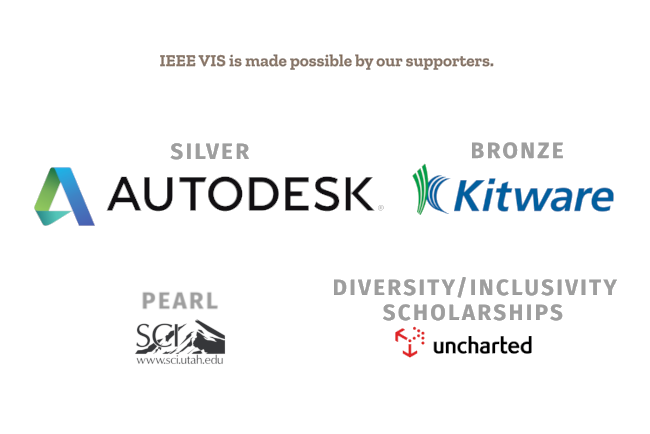 IEEE VIS is made possible by our supporters.
SILVER
BRONZE
AUTODESK®
Kitware
PEARL
DIVERSITY/INCLUSIVITY
SCHOLARSHIPS
SCI
www.sci.utah.edu
uncharted